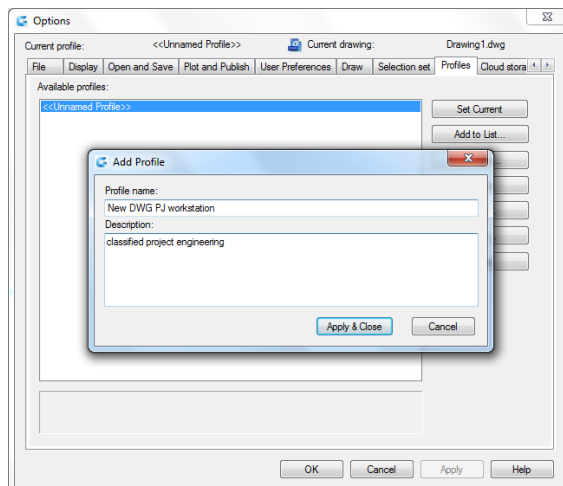 Options
Current profile: <<Unnamed Profile>> Current drawing: Drawing1.dwg
File Display Open and Save Plot and Publish User Preferences Draw Selection set Profiles Cloud stora
Available profiles:
<<Unnamed Profile>>
Set Current
Add to List...
Add Profile
Profile name:
New DWG PJ workstation
Description:
classified project engineering
Apply & Close Cancel
OK Cancel Apply Help